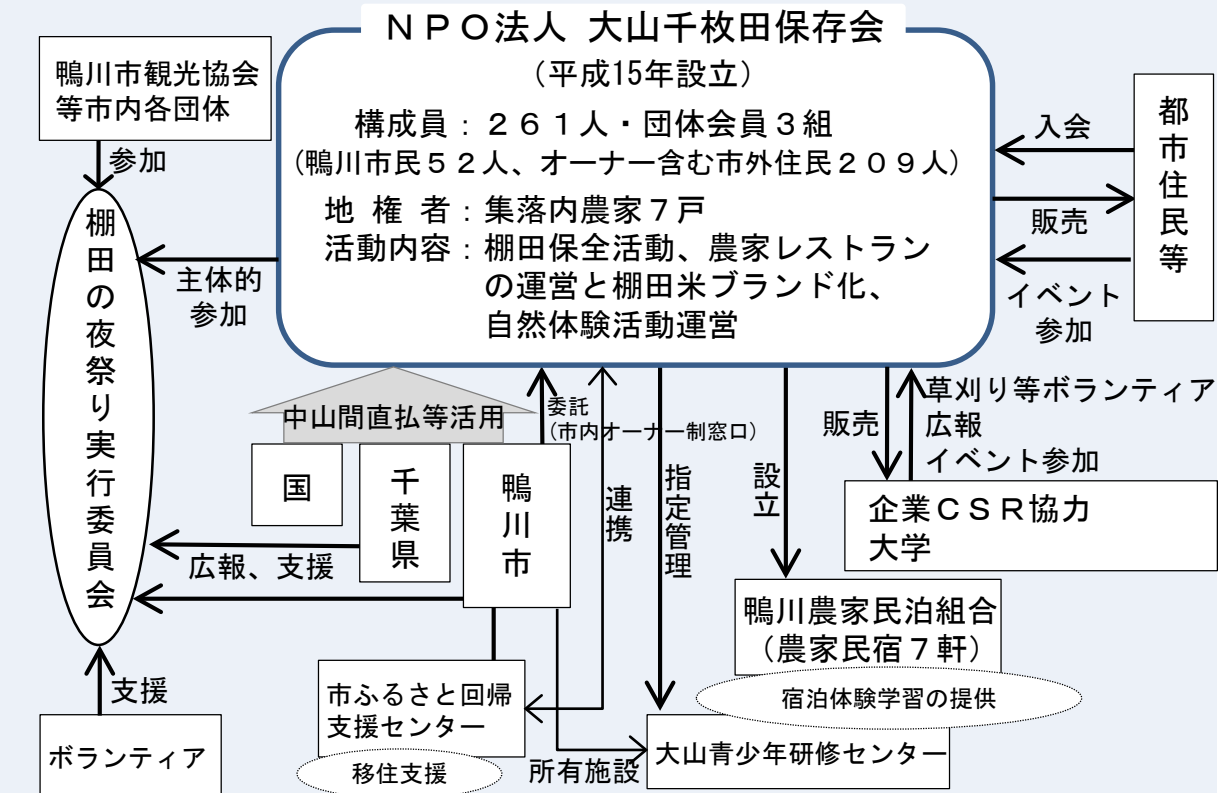 NPO法人 大山千枚田保存会
（平成15年設立）
構成員：261人・団体会員3組
（鴨川市民52人、オーナー含む市外住民209人）
地権者：集落内農家7戸
活動内容：棚田保全活動、農家レストラン
の運営と棚田米ブランド化、
自然体験活動運営
鴨川市観光協会
等市内各団体
参加
棚田の夜祭り実行委員会
主体的
参加
都市住民等
入会
販売
イベント
参加
中山間直払等活用
国
千葉県
鴨川市
委託
（市内オーナー制窓口）
連携
指定管理
設立
販売
草刈り等ボランティア
広報
イベント参加
企業CSR協力
大学
広報、支援
鴨川農家民泊組合
（農家民宿7軒）
宿泊体験学習の提供
支援
ボランティア
市ふるさと回帰
支援センター
移住支援
所有施設
大山青少年研修センター